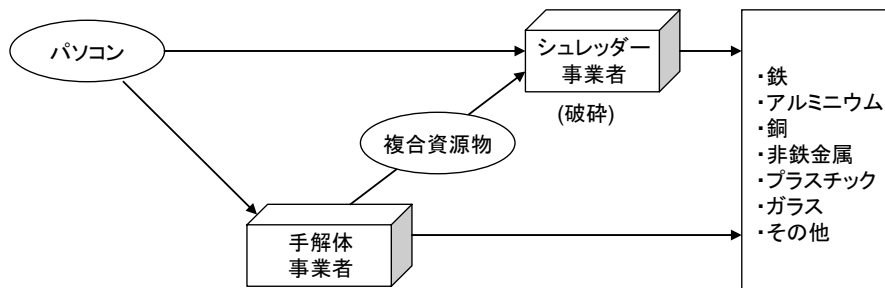 パソコン
シュレッダー
事業者
(破砕)
複合資源物
手解体
事業者
・鉄
・アルミニウム
・銅
・非鉄金属
・プラスチック
・ガラス
・その他